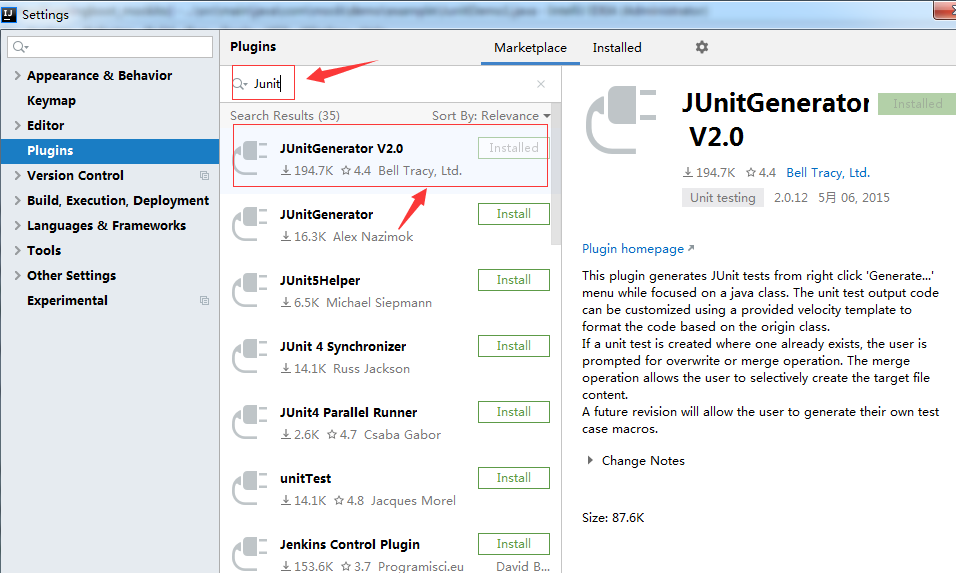 Settings
Appearance & Behavior
Keymap
Editor
Plugins
Version Control
Build, Execution, Deployment
Languages & Frameworks
Tools
Other Settings
Experimental
Plugins
Marketplace
Installed
Junit
Search Results (35)
Sort By: Relevance
JUnitGenerator V2.0
Installed
194.7K 4.4 Bell Tracy, Ltd.
JUnitGenerator
Install
16.3K Alex Nazimok
JUnit5Helper
Install
6.5K Michael Siepmann
JUnit 4 Synchronizer
Install
14.1K Russ Jackson
JUnit4 Parallel Runner
Install
2.6K 4.7 Csaba Gabor
unitTest
Install
14.1K 4.8 Jacques Morel
Jenkins Control Plugin
Install
153.6K 3.7 Programisci.eu David B...
JUnitGenerator
V2.0
Installed
194.7K 4.4 Bell Tracy, Ltd.
Unit testing 2.0.12 5月 06, 2015
Plugin homepage
This plugin generates JUnit tests from right click 'Generate...'
menu while focused on a java class. The unit test output code
can be customized using a provided velocity template to
format the code based on the origin class.
If a unit test is created where one already exists, the user is
prompted for overwrite or merge operation. The merge
operation allows the user to selectively create the target file
content.
A future revision will allow the user to generate their own test
case macros.
Change Notes
Size: 87.6K